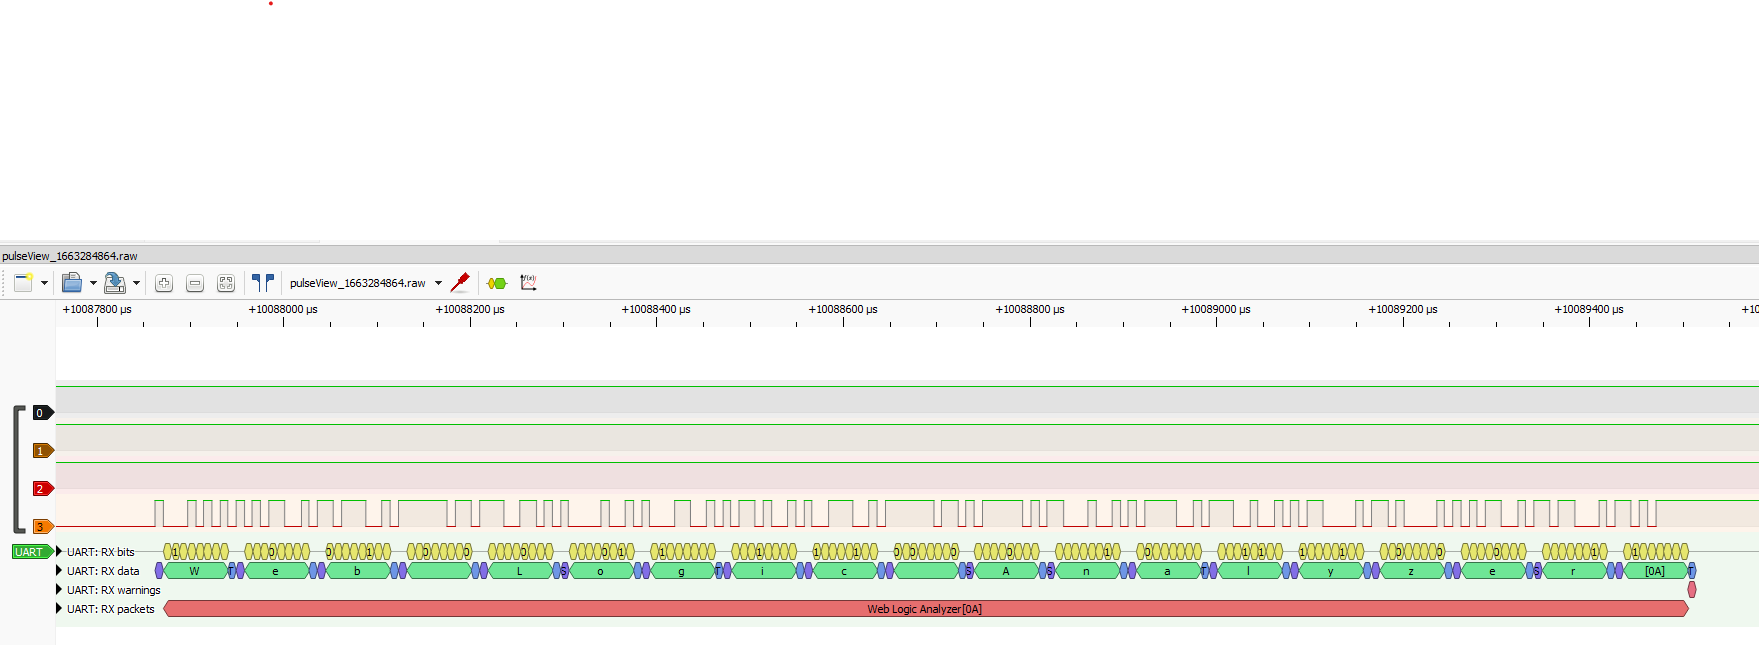 pulseView_1663284864.raw
pulseView_1663284864.raw f(x)
+10087800 µs +10088000 µs +10088200 µs +10088400 µs +10088600 µs +10088800 µs +10089000 µs +10089200 µs +10089400 µs +10
0
1
2
3
UART UART: RX bits
UART: RX data W T e b L S o g T i c S A S n a T l y z e S r [0A] T
UART: RX warnings
UART: RX packets Web Logic Analyzer[0A]